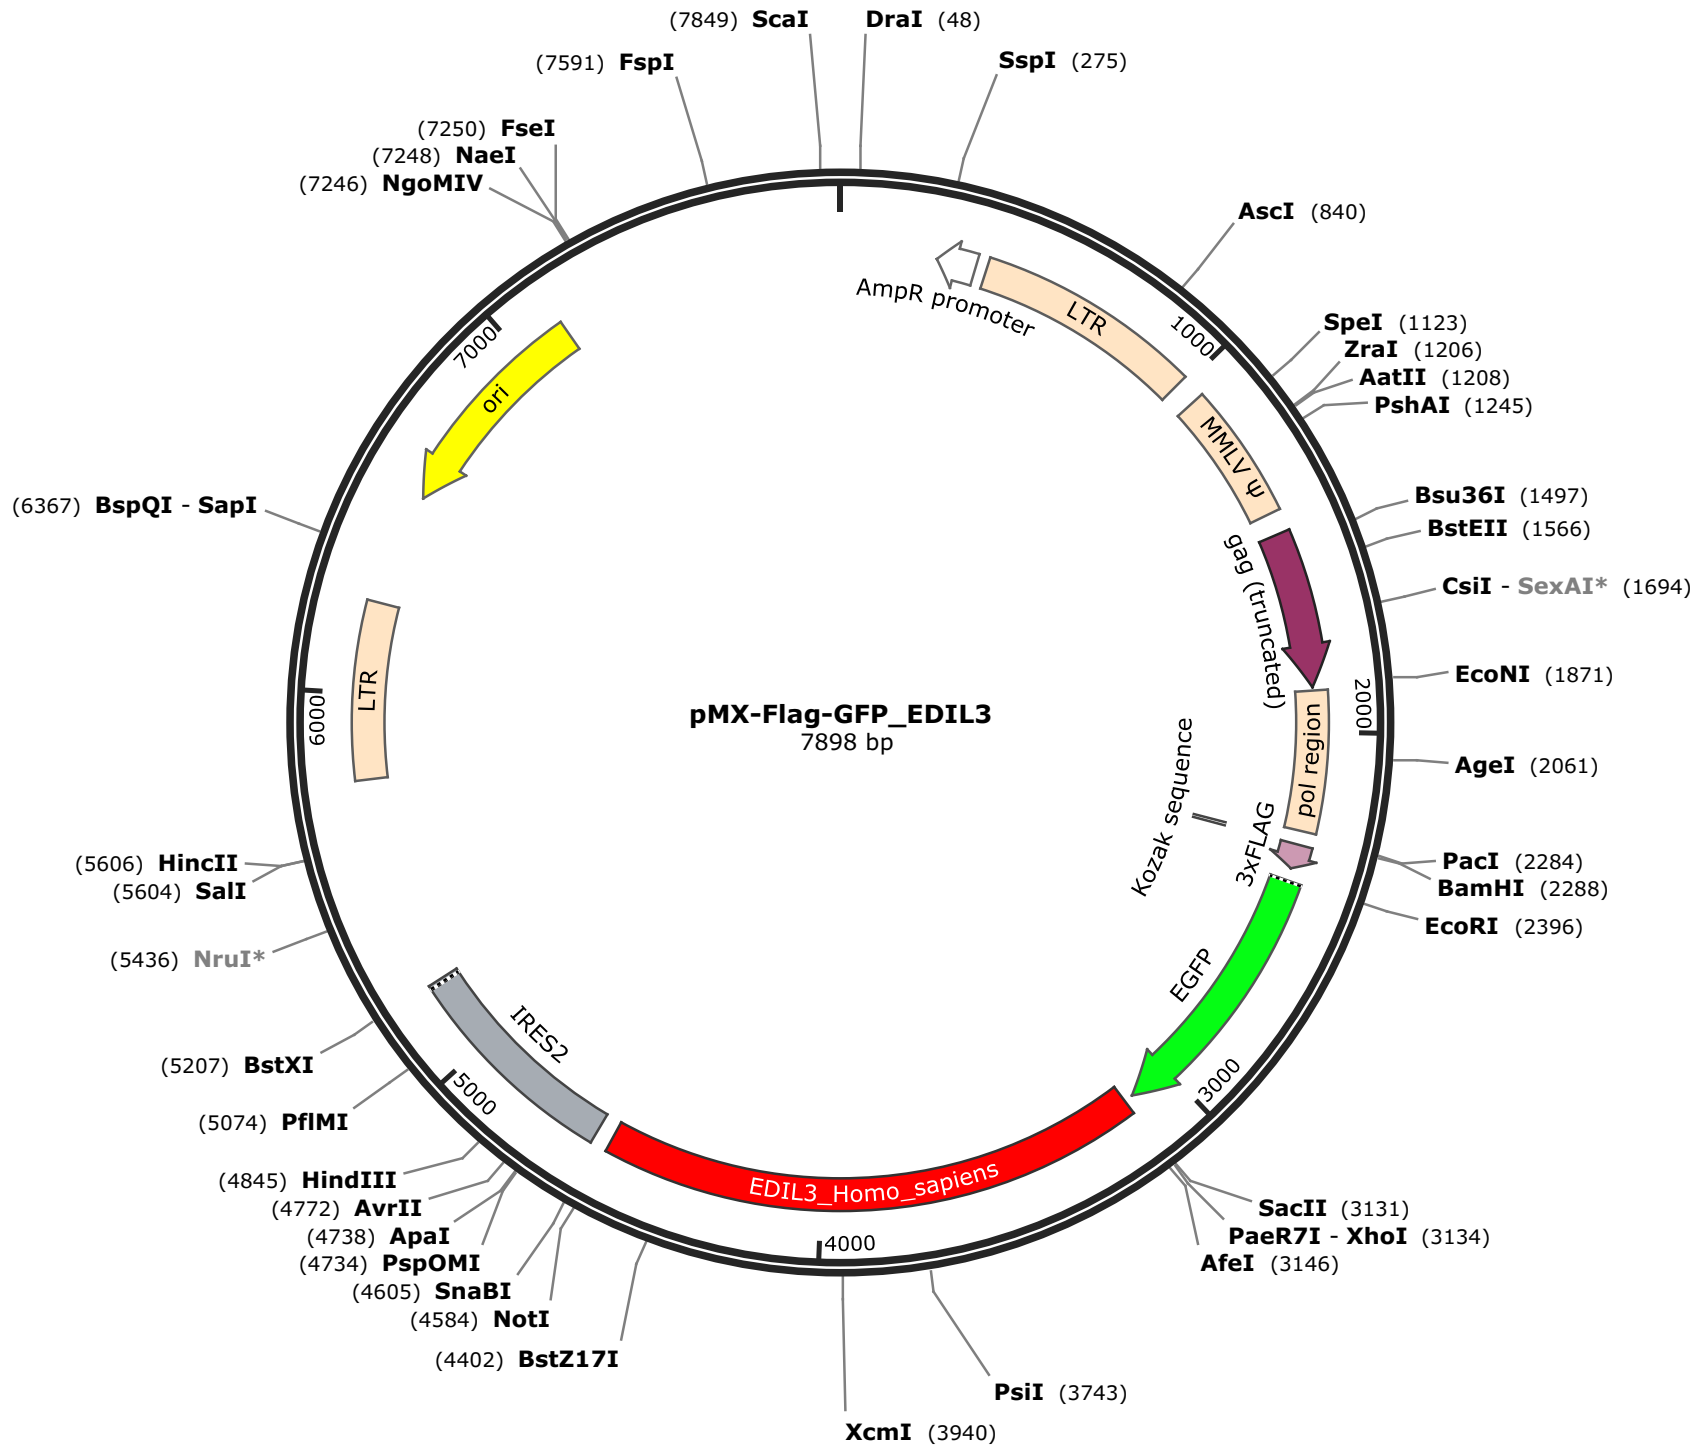 (7849) ScaI
DraI (48)
(7591) FspI
SspI (275)
(7250) FseI
(7248) NaeI
(7246) NgoMIV
AscI (840)
SpeI (1123)
ZraI (1206)
AatII (1208)
PshAI (1245)
Bsu36I (1497)
BstEII (1566)
CsiI - SexAI* (1694)
EcoNI (1871)
AgeI (2061)
PacI (2284)
BamHI (2288)
EcoRI (2396)
SacII (3131)
PaeR7I - XhoI (3134)
AfeI (3146)
PsiI (3743)
XcmI (3940)
(4402) BstZ17I
(4584) NotI
(4605) SnaBI
(4734) PspOMI
(4738) ApaI
(4772) AvrII
(4845) HindIII
(5074) PflMI
(5207) BstXI
(5436) NruI*
(5604) SalI
(5606) HincII
(6367) BspQI - SapI
AmpR promoter
LTR
1000
MMLV Ψ
gag (truncated)
2000
pol region
3xFLAG
Kozak sequence
EGFP
3000
EDIL3_Homo_sapiens
4000
IRES2
5000
LTR
6000
ori
7000
pMX-Flag-GFP_EDIL3
7898 bp